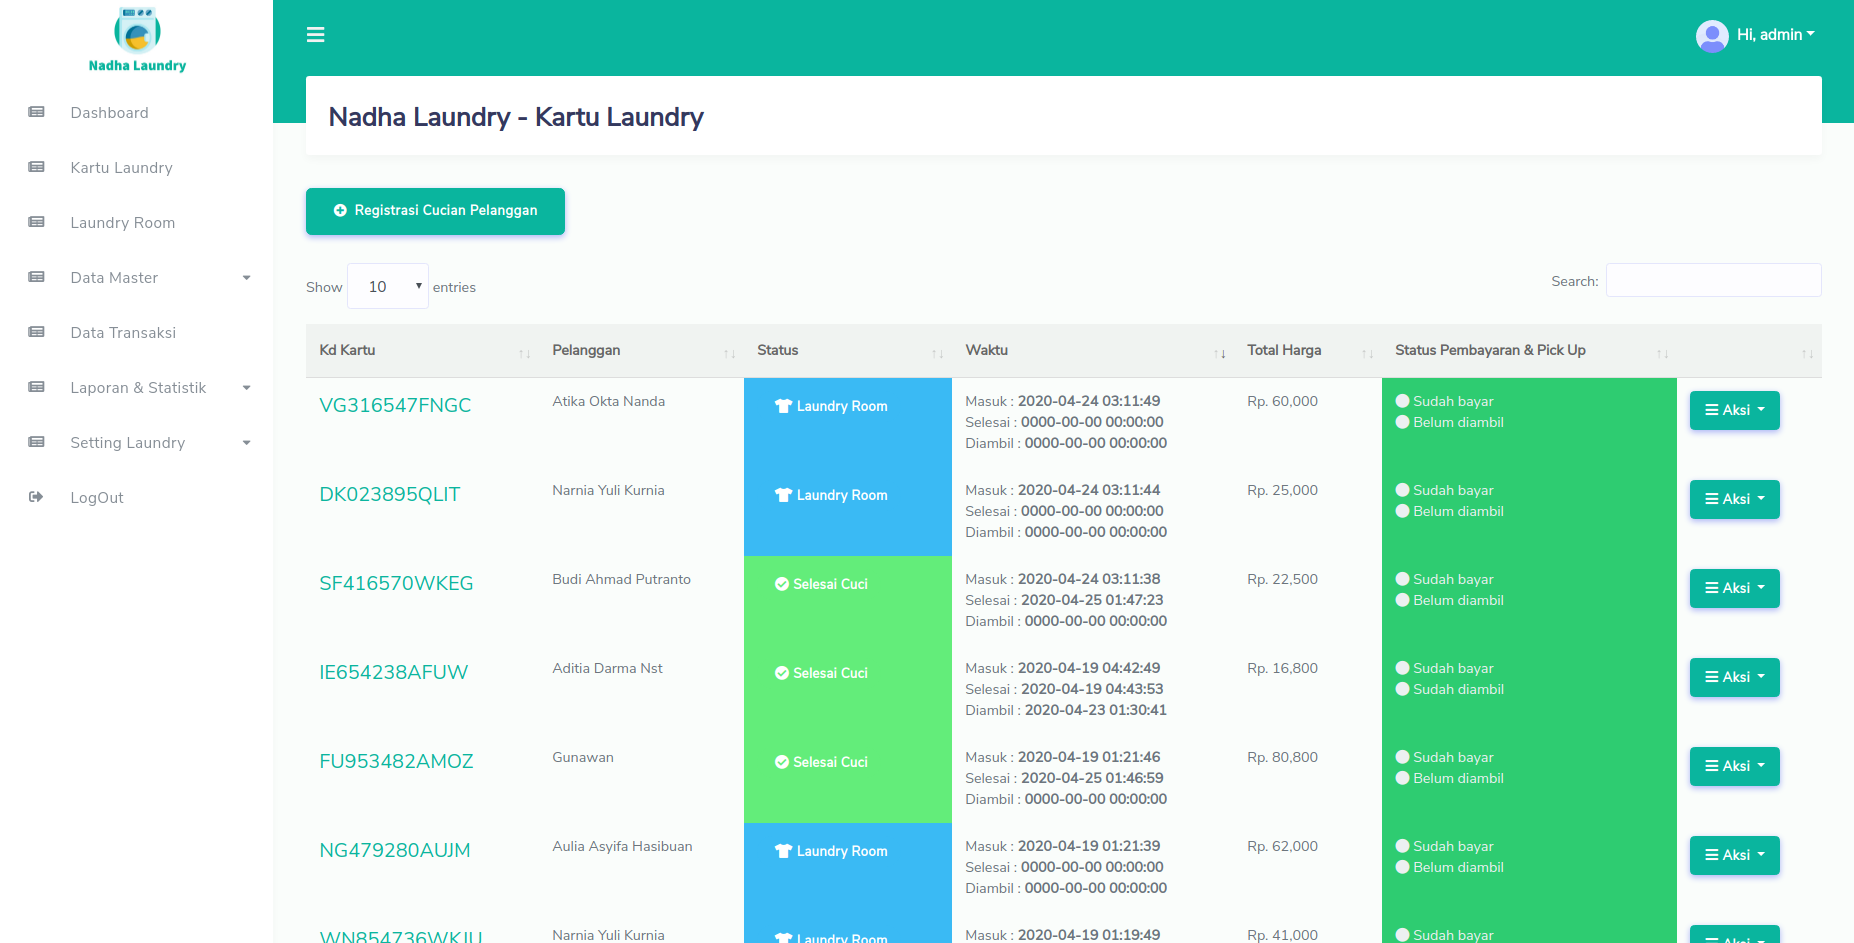 Nadha Laundry
Dashboard
Kartu Laundry
Laundry Room
Data Master
Data Transaksi
Laporan & Statistik
Setting Laundry
LogOut
Hi, admin
Nadha Laundry - Kartu Laundry
Registrasi Cucian Pelanggan
Show 10 entries
Search:
Kd Kartu Pelanggan Status Waktu Total Harga Status Pembayaran & Pick Up
VG316547FNGC Atika Okta Nanda Laundry Room Masuk : 2020-04-24 03:11:49 Rp. 60,000 Sudah bayar Aksi
Selesai : 0000-00-00 00:00:00 Belum diambil
Diambil : 0000-00-00 00:00:00
DK023895QLIT Narnia Yuli Kurnia Laundry Room Masuk : 2020-04-24 03:11:44 Rp. 25,000 Sudah bayar Aksi
Selesai : 0000-00-00 00:00:00 Belum diambil
Diambil : 0000-00-00 00:00:00
SF416570WKEG Budi Ahmad Putranto Selesai Cuci Masuk : 2020-04-24 03:11:38 Rp. 22,500 Sudah bayar Aksi
Selesai : 2020-04-25 01:47:23 Belum diambil
Diambil : 0000-00-00 00:00:00
IE654238AFUW Aditia Darma Nst Selesai Cuci Masuk : 2020-04-19 04:42:49 Rp. 16,800 Sudah bayar Aksi
Selesai : 2020-04-19 04:43:53 Sudah diambil
Diambil : 2020-04-23 01:30:41
FU953482AMOZ Gunawan Selesai Cuci Masuk : 2020-04-19 01:21:46 Rp. 80,800 Sudah bayar Aksi
Selesai : 2020-04-25 01:46:59 Belum diambil
Diambil : 0000-00-00 00:00:00
NG479280AUJM Aulia Asyifa Hasibuan Laundry Room Masuk : 2020-04-19 01:21:39 Rp. 62,000 Sudah bayar Aksi
Selesai : 0000-00-00 00:00:00 Belum diambil
Diambil : 0000-00-00 00:00:00
WN854736WKJU Narnia Yuli Kurnia Laundry Room Masuk : 2020-04-19 01:19:49 Rp. 41,000 Sudah bayar Aksi